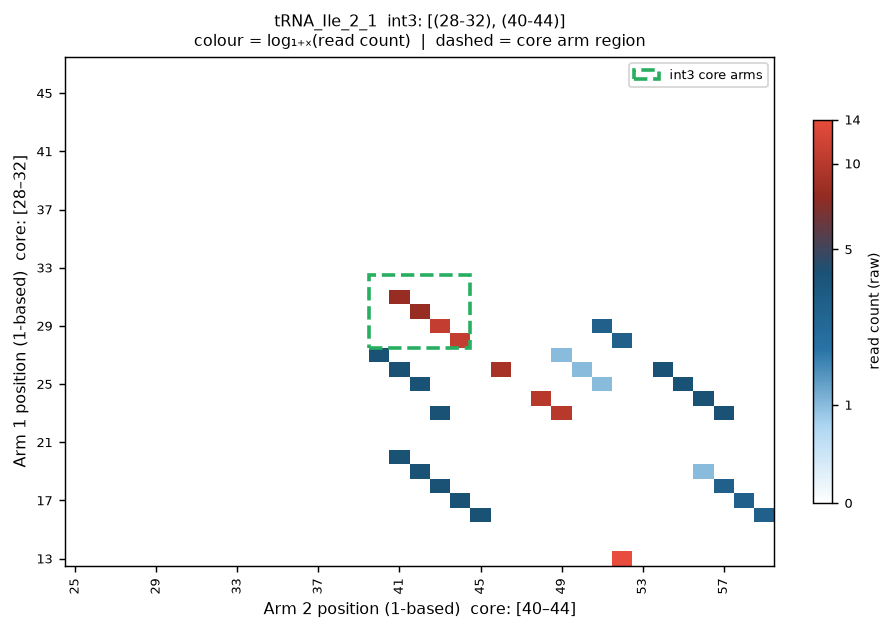 tRNA_Ile_2_1  int3: [(28-32), (40-44)]
colour = log₁₊ₓ(read count)  |  dashed = core arm region
int3 core arms
Arm 1 position (1-based)  core: [28–32]
45
41
37
33
29
25
21
17
13
25 29 33 37 41 45 49 53 57
Arm 2 position (1-based)  core: [40–44]
14
10
5
1
0
read count (raw)